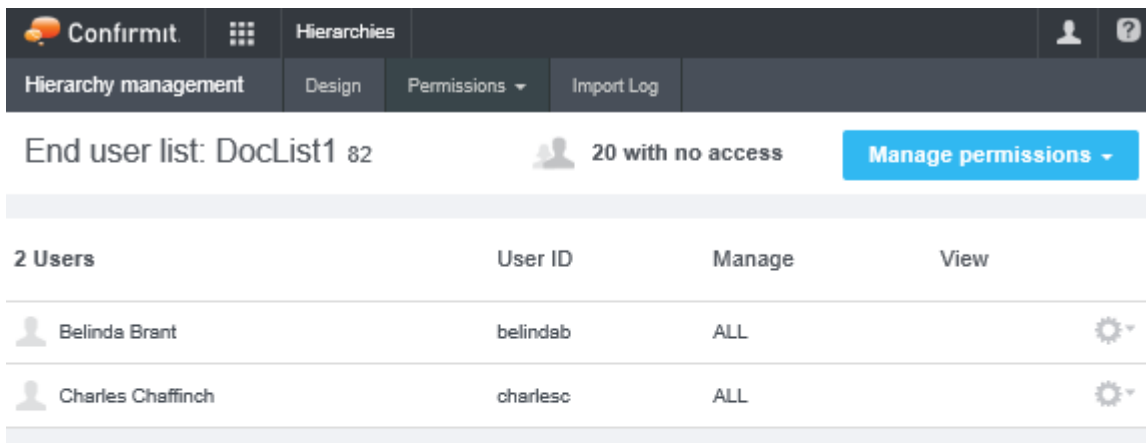 Confirmit. Hierarchies ?
Hierarchy management Design Permissions Import Log
End user list: DocList1 82 20 with no access Manage permissions
2 Users User ID Manage View
Belinda Brant belindab ALL
Charles Chaffinch charlesc ALL